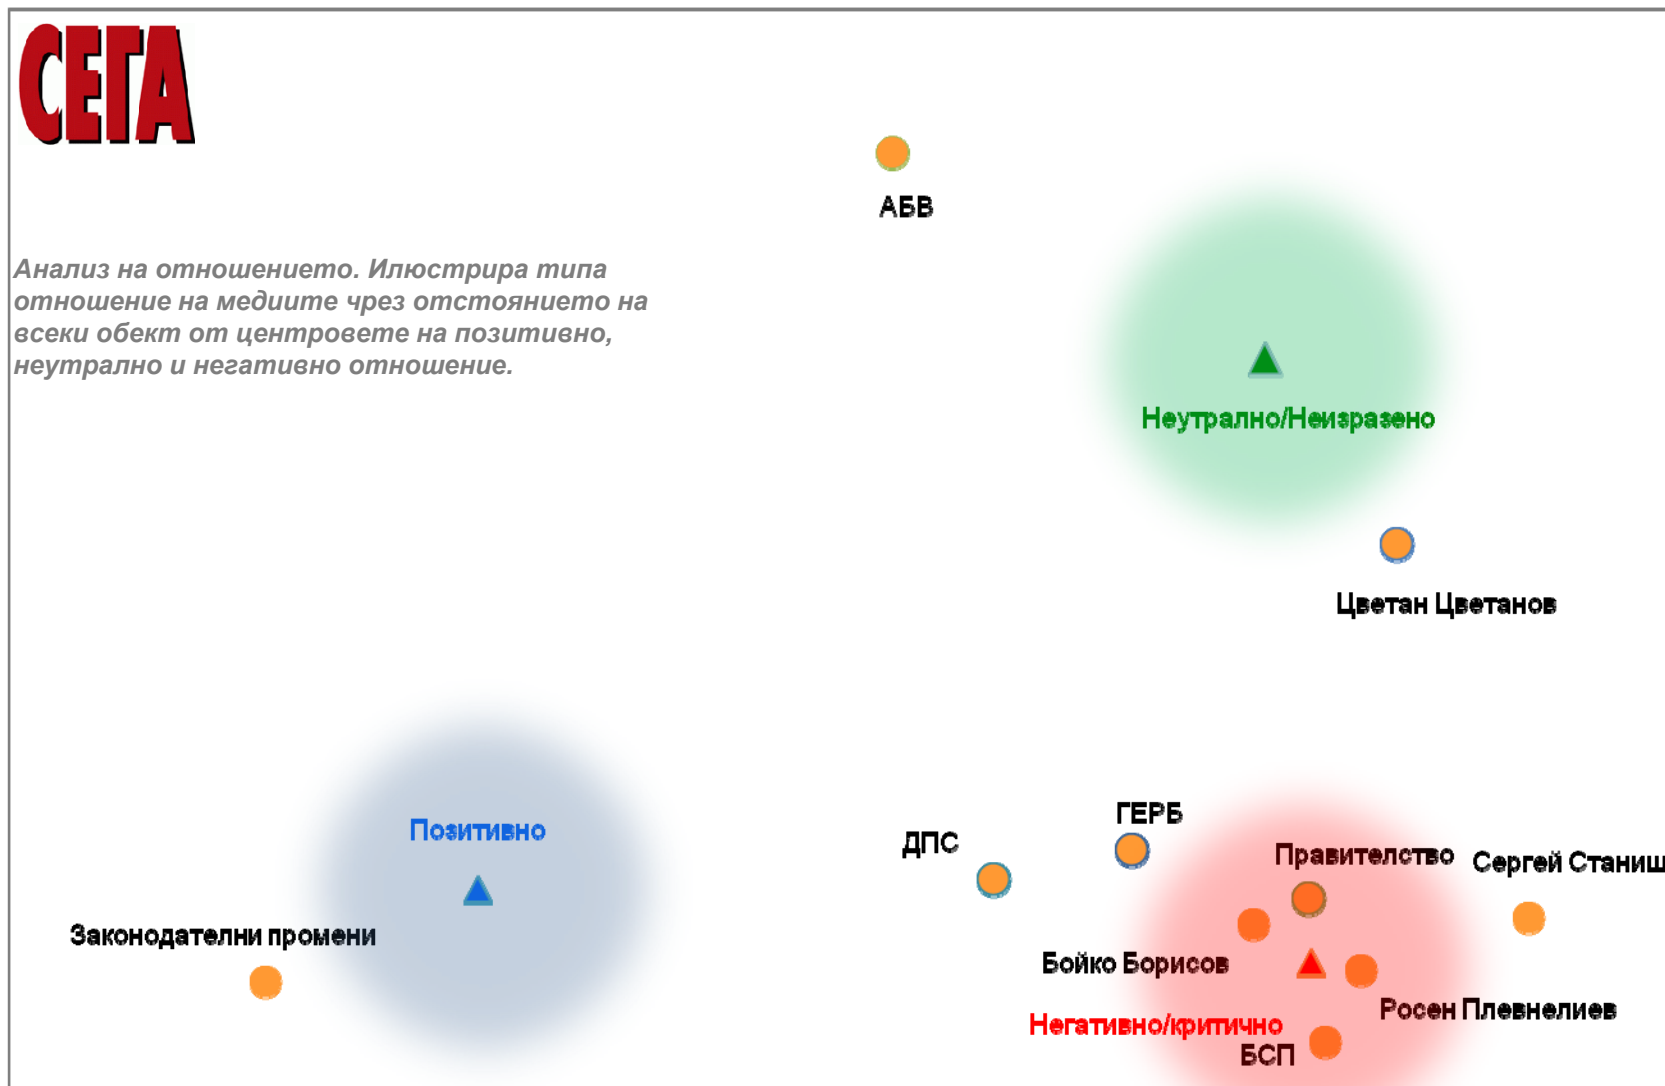 СЕГА
АБВ
Анализ на отношението. Илюстрира типа
отношение на медиите чрез отстоянието на
всеки обект от центровете на позитивно,
неутрално и негативно отношение.
Неутрално/Неизразено
Цветан Цветанов
Позитивно
ГЕРБ
ДПС
Правителство
Сергей Станиш
Законодателни промени
Бойко Борисов
Росен Плевнелиев
Негативно/критично
БСП